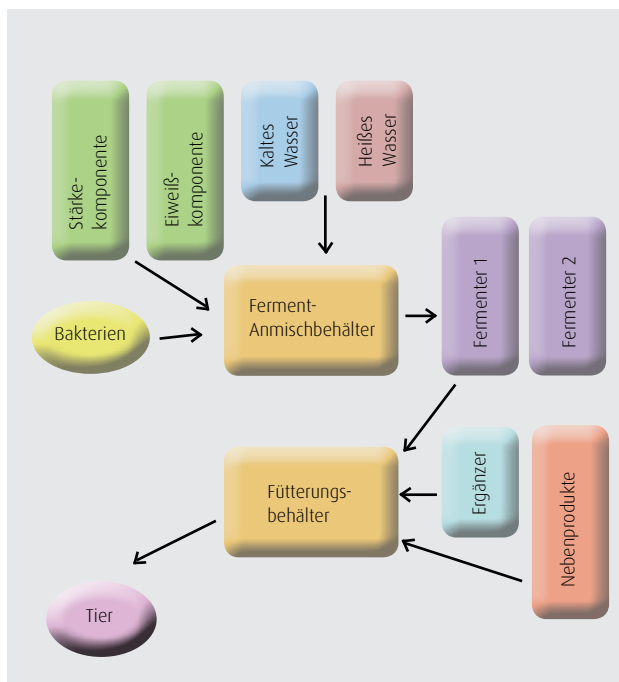 Stärke-
komponente
Eiweiß-
komponente
Kaltes
Wasser
Heißes
Wasser
Bakterien
Ferment-
Anmischbehälter
Fermenter 1
Fermenter 2
Fütterungs-
behälter
Ergänzer
Nebenprodukte
Tier